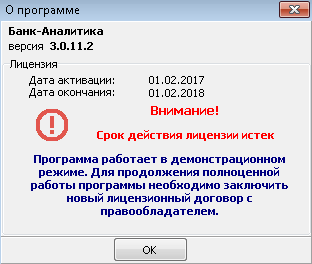 О программе
Банк-Аналитика
версия 3.0.11.2
Лицензия
Дата активации: 01.02.2017
Дата окончания: 01.02.2018
Внимание!
Срок действия лицензии истек
Программа работает в демонстрационном
режиме. Для продолжения полноценной
работы программы необходимо заключить
новый лицензионный договор с
правообладателем.
OK